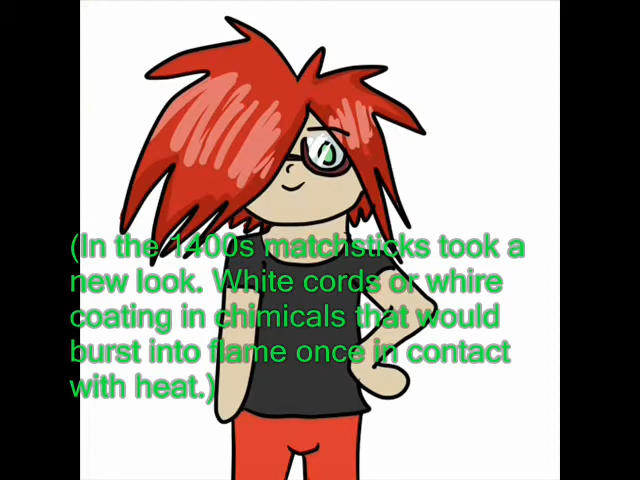 (In the 1400s matchsticks took a
new look. White cords or whire
coating in chimicals that would
burst into flame once in contact
with heat.)